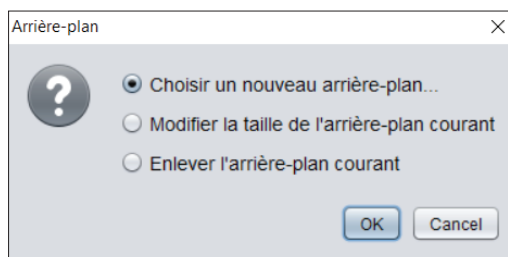 Arrière-plan
?
Choisir un nouveau arrière-plan...
Modifier la taille de l'arrière-plan courant
Enlever l'arrière-plan courant
OK Cancel